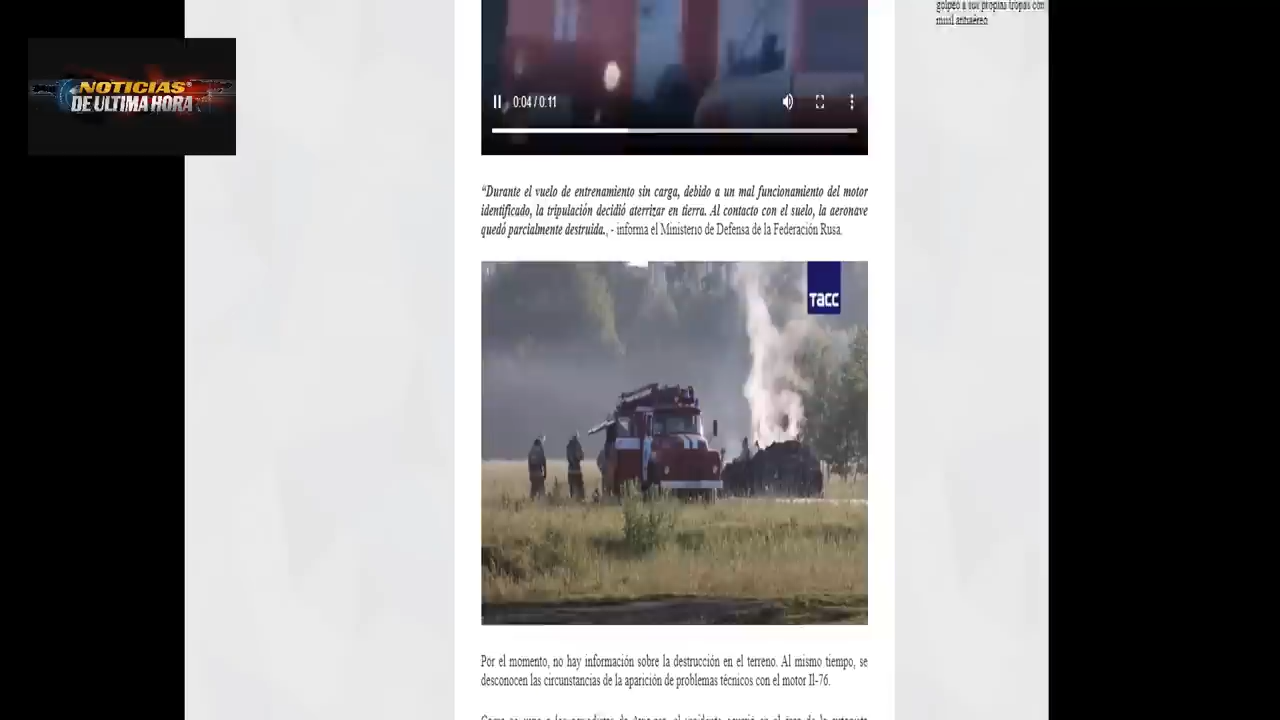 golpeó a sus propias tropas con
misil antiaéreo
NOTICIAS
DE ULTIMA HORA
0:04 / 0:11
“Durante el vuelo de entrenamiento sin carga, debido a un mal funcionamiento del motor
identificado, la tripulación decidió aterrizar en tierra. Al contacto con el suelo, la aeronave
quedó parcialmente destruida., - informa el Ministerio de Defensa de la Federación Rusa.
ТАСС
Por el momento, no hay información sobre la destrucción en el terreno. Al mismo tiempo, se
desconocen las circunstancias de la aparición de problemas técnicos con el motor Il-76.